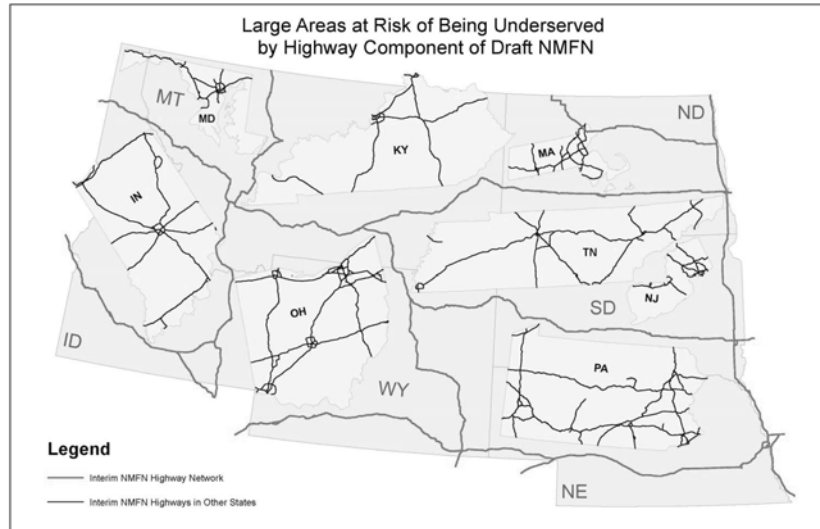 Large Areas at Risk of Being Underserved
by Highway Component of Draft NMFN
MT
MD
KY
ND
MA
IN
TN
NJ
SD
OH
ID
WY
PA
NE
Legend
Interim NMFN Highway Network
Interim NMFN Highways in Other States